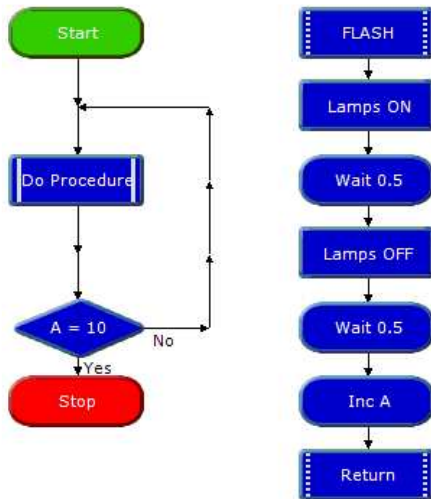 Start
Do Procedure
A = 10
No
Yes
Stop
FLASH
Lamps ON
Wait 0.5
Lamps OFF
Wait 0.5
Inc A
Return